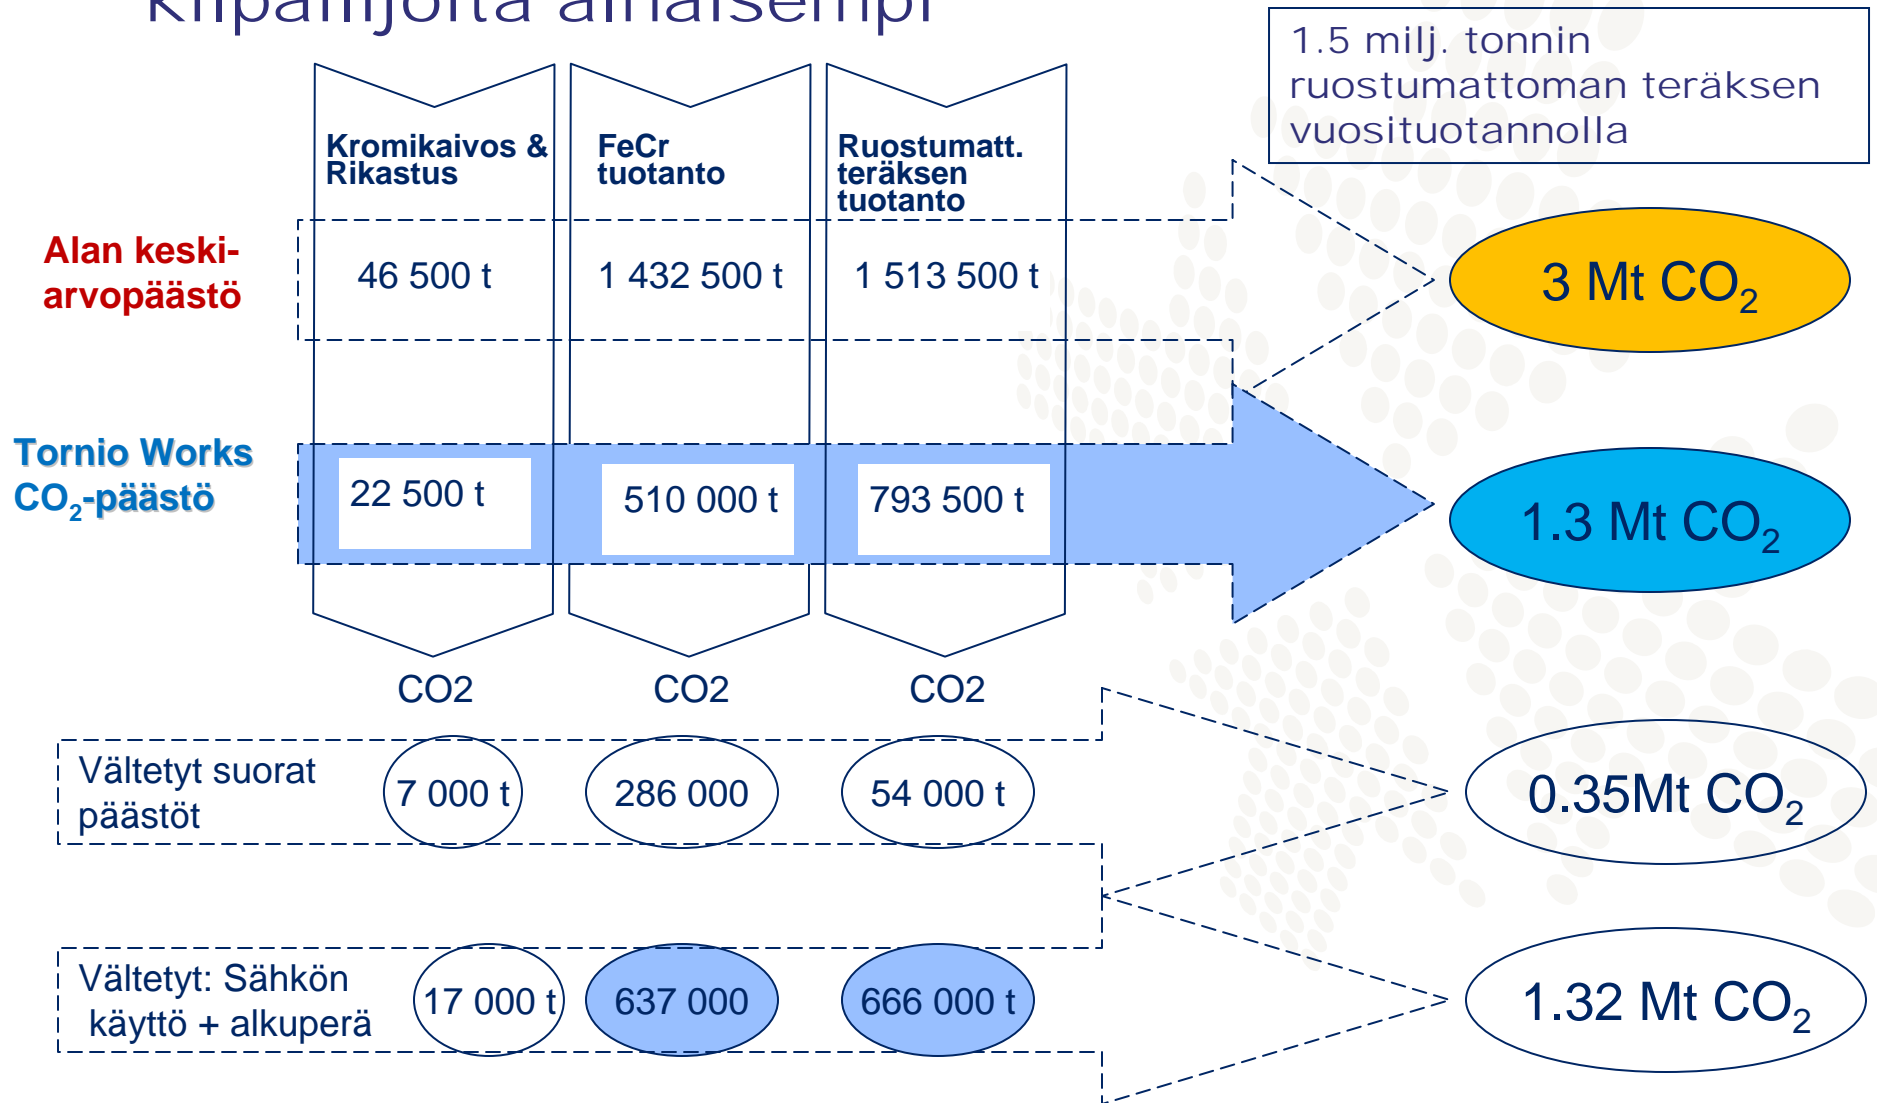 kilpailijoita alhaisempi
1.5 milj. tonnin
ruostumattoman teräksen
vuosituotannolla
Kromikaivos &
Rikastus
FeCr
tuotanto
Ruostumatt.
teräksen
tuotanto
Alan keski-
arvopäästö
46 500 t
1 432 500 t
1 513 500 t
3 Mt CO₂
Tornio Works
CO₂-päästö
22 500 t
510 000 t
793 500 t
1.3 Mt CO₂
CO2
CO2
CO2
Vältetyt suorat
päästöt
7 000 t
286 000
54 000 t
0.35Mt CO₂
Vältetyt: Sähkön
käyttö + alkuperä
17 000 t
637 000
666 000 t
1.32 Mt CO₂